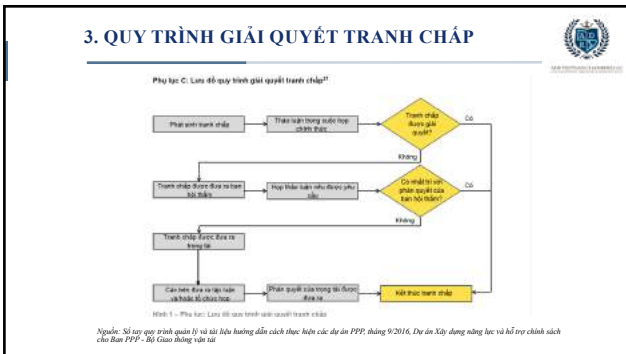 3. QUY TRÌNH GIẢI QUYẾT TRANH CHẤP
Phụ lục C: Lưu đồ quy trình giải quyết tranh chấp
Phát sinh tranh chấp
Thảo luận trong cuộc họp
chính thức
Tranh chấp
được giải
quyết?
Có
Không
Tranh chấp được đưa ra ban
hội thẩm
Họp thảo luận nếu được yêu
cầu
Có nhất trí với
phán quyết của
ban hội thẩm?
Có
Không
Tranh chấp được đưa ra
trọng tài
Các bên đưa ra lập luận
và/hoặc tổ chức họp
Phán quyết của trọng tài được
đưa ra
Kết thúc tranh chấp
Hình 1 – Phụ lục: Lưu đồ quy trình giải quyết tranh chấp
Nguồn: Sổ tay quy trình quản lý và tài liệu hướng dẫn cách thực hiện các dự án PPP, tháng 9/2016, Dự án Xây dựng năng lực và hỗ trợ chính sách
cho Ban PPP - Bộ Giao thông vận tải